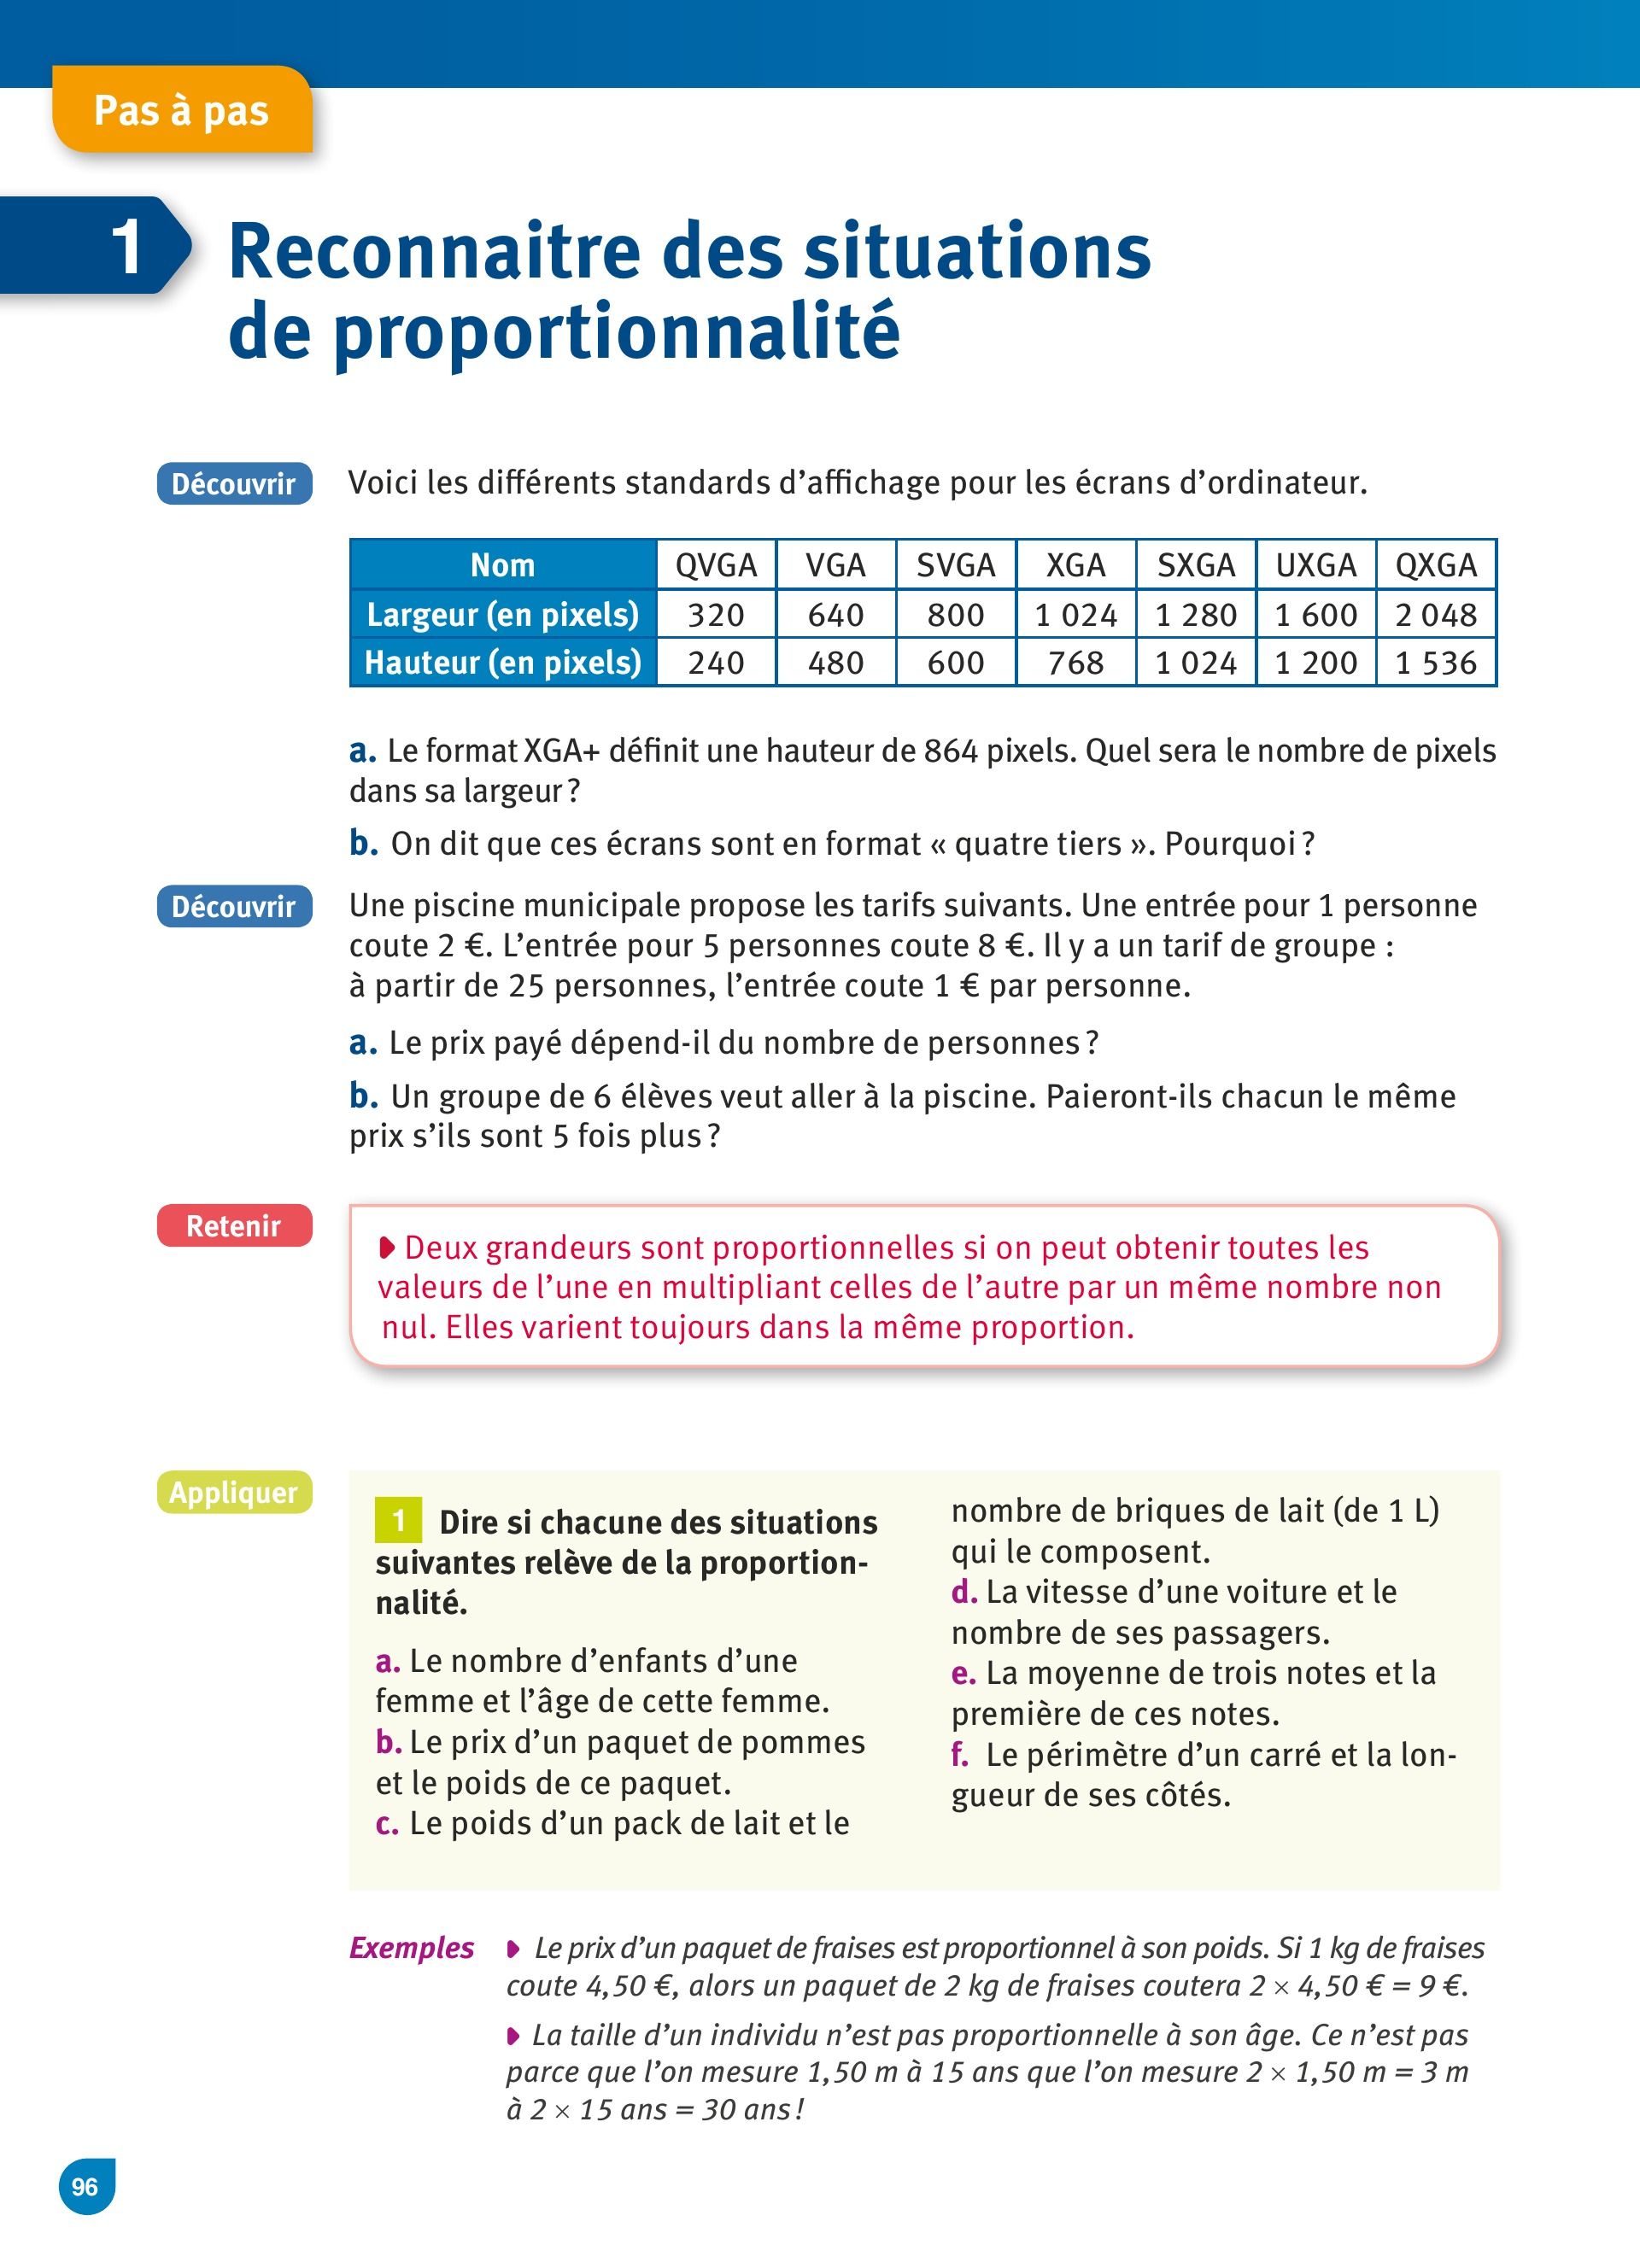 Pas à pas
1
Reconnaitre des situations
de proportionnalité
Découvrir
Voici les différents standards d’affichage pour les écrans d’ordinateur.
Nom QVGA VGA SVGA XGA SXGA UXGA QXGA
Largeur (en pixels) 320 640 800 1 024 1 280 1 600 2 048
Hauteur (en pixels) 240 480 600 768 1 024 1 200 1 536
a. Le format XGA+ définit une hauteur de 864 pixels. Quel sera le nombre de pixels
dans sa largeur ?
b. On dit que ces écrans sont en format « quatre tiers ». Pourquoi ?
Découvrir
Une piscine municipale propose les tarifs suivants. Une entrée pour 1 personne
coute 2 €. L’entrée pour 5 personnes coute 8 €. Il y a un tarif de groupe :
à partir de 25 personnes, l’entrée coute 1 € par personne.
a. Le prix payé dépend-il du nombre de personnes ?
b. Un groupe de 6 élèves veut aller à la piscine. Paieront-ils chacun le même
prix s’ils sont 5 fois plus ?
Retenir
Deux grandeurs sont proportionnelles si on peut obtenir toutes les
valeurs de l’une en multipliant celles de l’autre par un même nombre non
nul. Elles varient toujours dans la même proportion.
Appliquer
1 Dire si chacune des situations
suivantes relève de la proportion-
nalité.
a. Le nombre d’enfants d’une
femme et l’âge de cette femme.
b. Le prix d’un paquet de pommes
et le poids de ce paquet.
c. Le poids d’un pack de lait et le
nombre de briques de lait (de 1 L)
qui le composent.
d. La vitesse d’une voiture et le
nombre de ses passagers.
e. La moyenne de trois notes et la
première de ces notes.
f. Le périmètre d’un carré et la lon-
gueur de ses côtés.
Exemples
Le prix d’un paquet de fraises est proportionnel à son poids. Si 1 kg de fraises
coute 4,50 €, alors un paquet de 2 kg de fraises coutera 2 × 4,50 € = 9 €.
La taille d’un individu n’est pas proportionnelle à son âge. Ce n’est pas
parce que l’on mesure 1,50 m à 15 ans que l’on mesure 2 × 1,50 m = 3 m
à 2 × 15 ans = 30 ans !
96